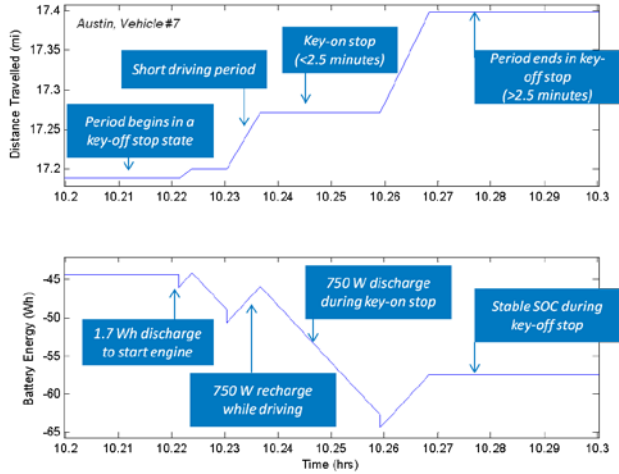 Austin, Vehicle #7
17.4
17.3
17.25
17.2
Distance Travelled (mi)
Key-on stop
(<2.5 minutes)
Short driving period
Period ends in key-
off stop
(>2.5 minutes)
Period begins in a
key-off stop state
10.2
10.21
10.22
10.23
10.24
10.25
10.26
10.27
10.28
10.29
10.3
-45
-50
-55
-60
-65
Battery Energy (Wh)
750 W discharge
during key-on stop
Stable SOC during
key-off stop
1.7 Wh discharge
to start engine
750 W recharge
while driving
10.2
10.21
10.22
10.23
10.24
10.25
10.26
10.27
10.28
10.29
10.3
Time (hrs)